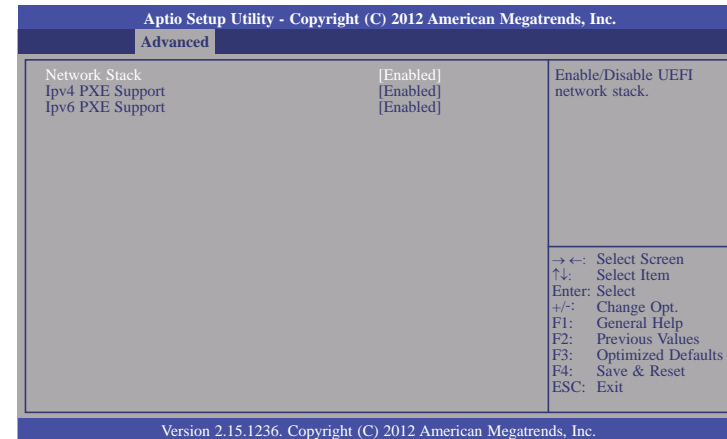 Aptio Setup Utility - Copyright (C) 2012 American Megatrends, Inc.
Advanced
Network Stack [Enabled]
Ipv4 PXE Support [Enabled]
Ipv6 PXE Support [Enabled]
Enable/Disable UEFI
network stack.
→←: Select Screen
↑↓: Select Item
Enter: Select
+/-: Change Opt.
F1: General Help
F2: Previous Values
F3: Optimized Defaults
F4: Save & Reset
ESC: Exit
Version 2.15.1236. Copyright (C) 2012 American Megatrends, Inc.